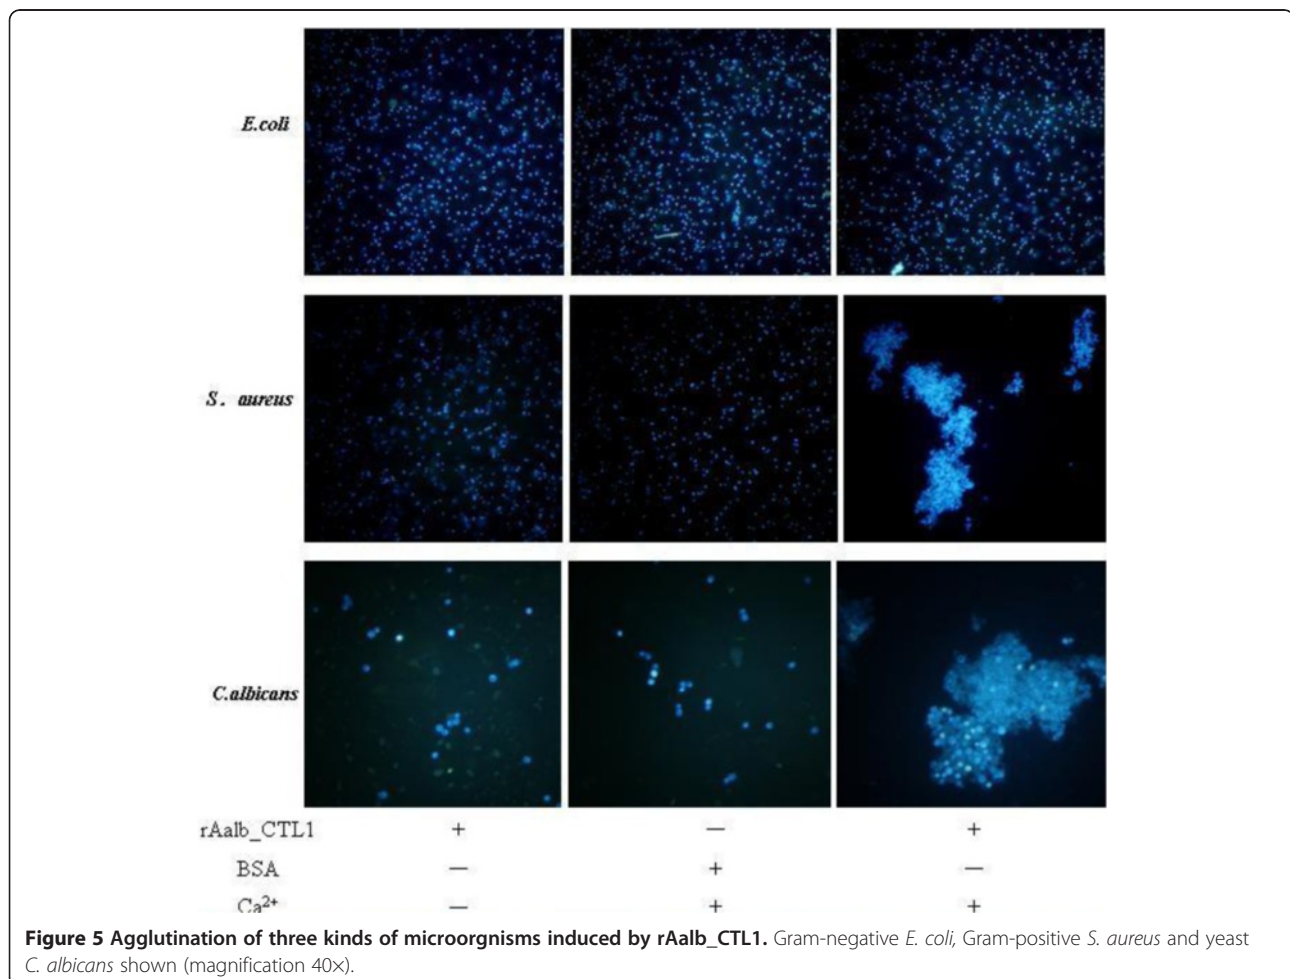 E.coli
S. aureus
C.albicans
rAalb_CTL1 + — +
BSA — + —
Ca²⁺ — + +
Figure 5 Agglutination of three kinds of microorgnisms induced by rAalb_CTL1. Gram-negative E. coli, Gram-positive S. aureus and yeast
C. albicans shown (magnification 40×).